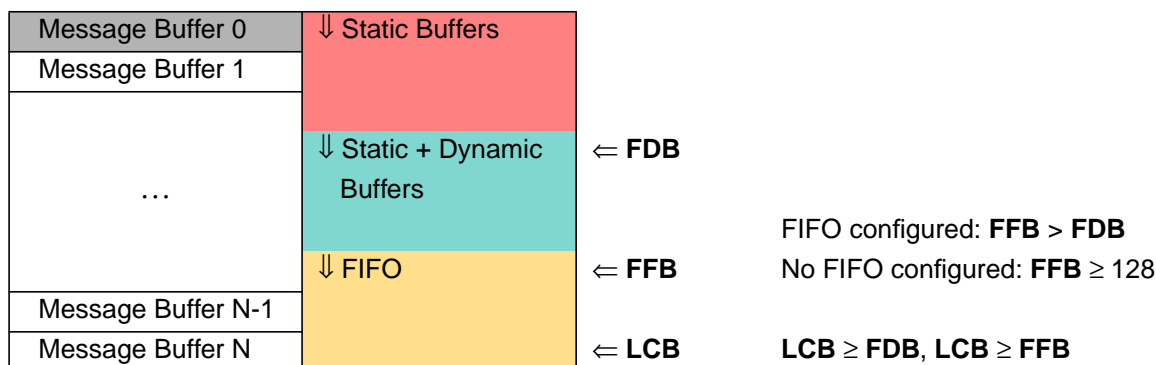 Message Buffer 0 ⇓ Static Buffers
Message Buffer 1
⇓ Static + Dynamic ⇐ FDB
… Buffers
FIFO configured: FFB > FDB
⇓ FIFO ⇐ FFB No FIFO configured: FFB ≥ 128
Message Buffer N-1
Message Buffer N ⇐ LCB LCB ≥ FDB, LCB ≥ FFB